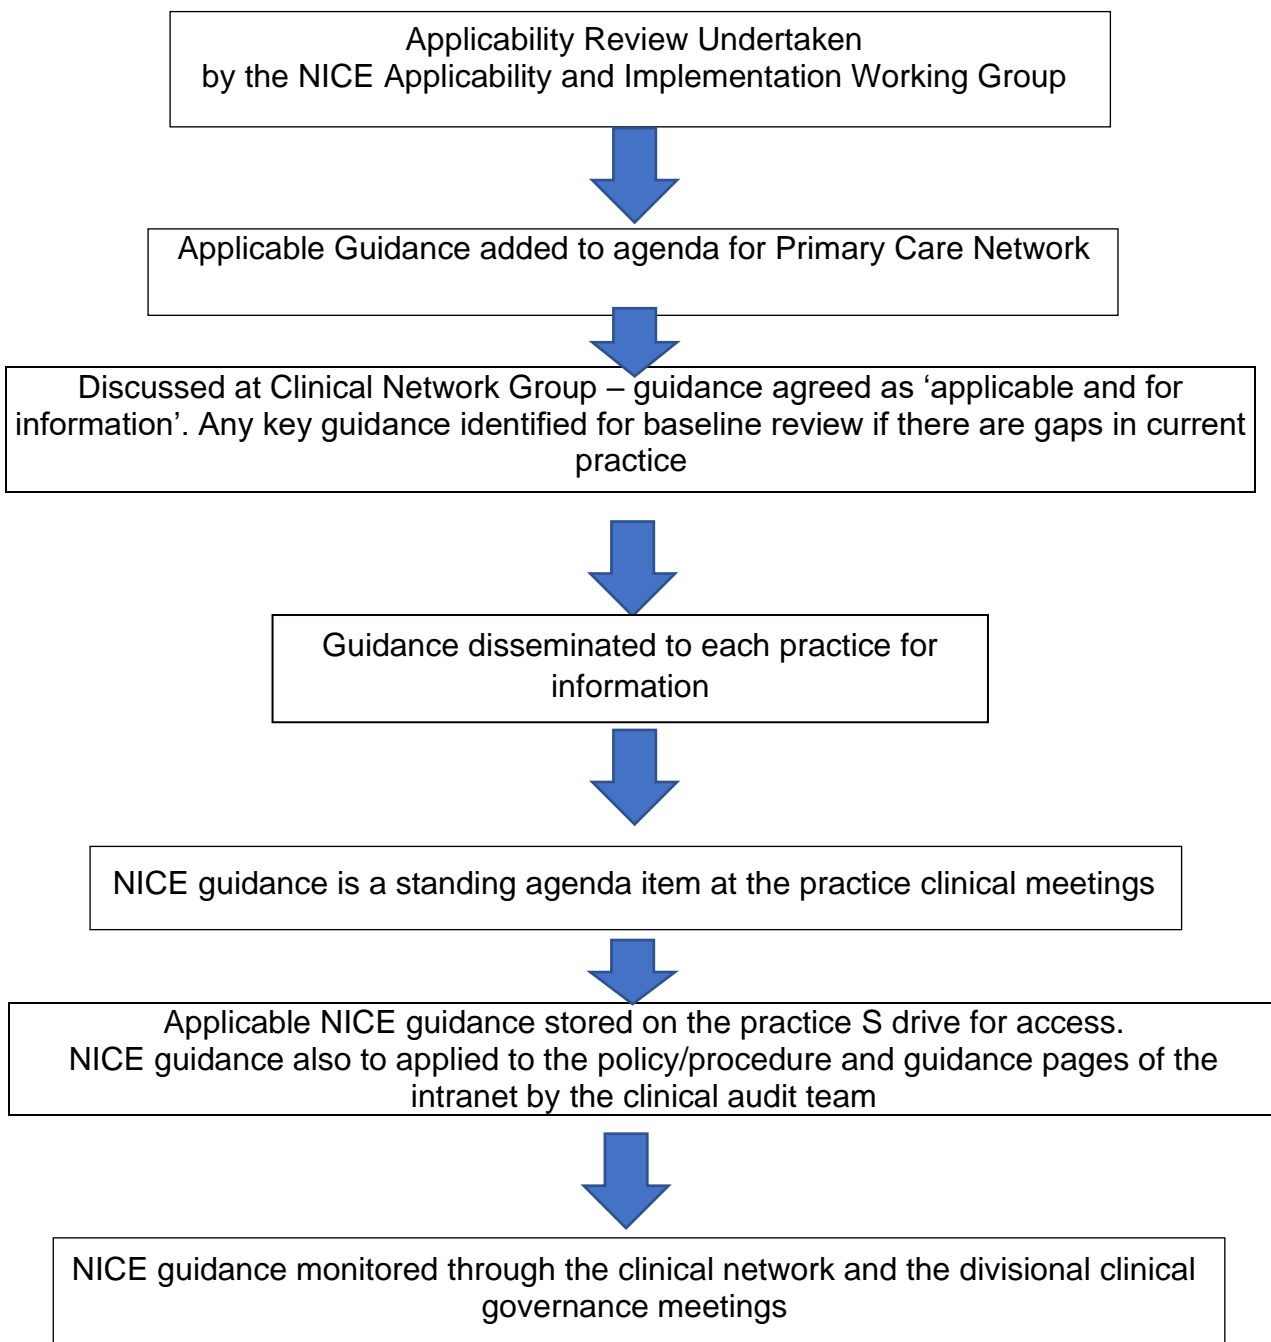 Applicability Review Undertaken
by the NICE Applicability and Implementation Working Group
Applicable Guidance added to agenda for Primary Care Network
Discussed at Clinical Network Group – guidance agreed as ‘applicable and for
information’. Any key guidance identified for baseline review if there are gaps in current
practice
Guidance disseminated to each practice for
information
NICE guidance is a standing agenda item at the practice clinical meetings
Applicable NICE guidance stored on the practice S drive for access.
NICE guidance also to applied to the policy/procedure and guidance pages of the
intranet by the clinical audit team
NICE guidance monitored through the clinical network and the divisional clinical
governance meetings